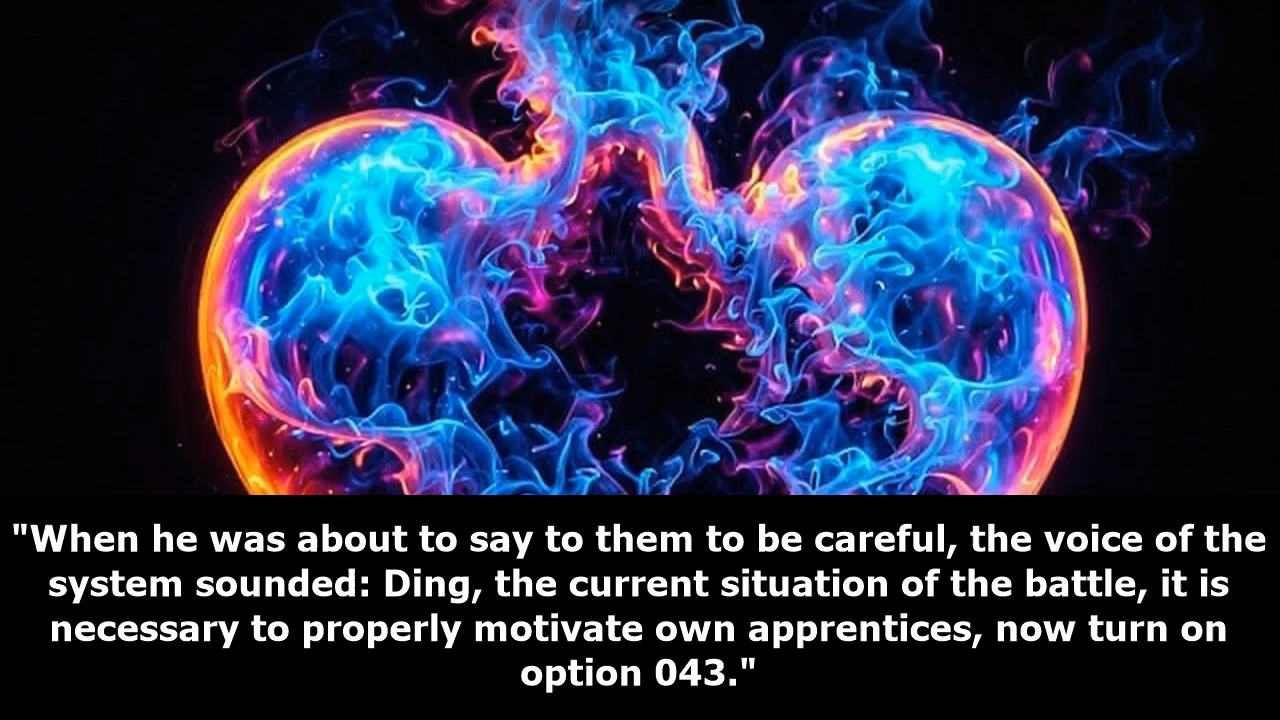 "When he was about to say to them to be careful, the voice of the
system sounded: Ding, the current situation of the battle, it is
necessary to properly motivate own apprentices, now turn on
option 043."